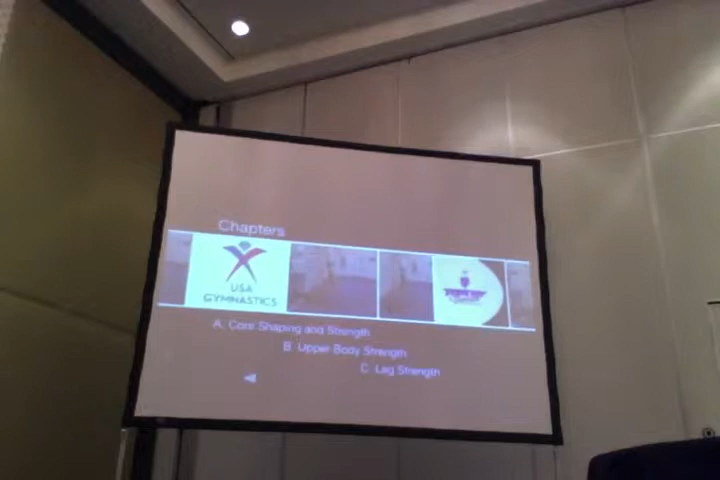 Chapters
USA
GYMNASTICS
A. Core Shaping and Strength
B. Upper Body Strength
C. Leg Strength